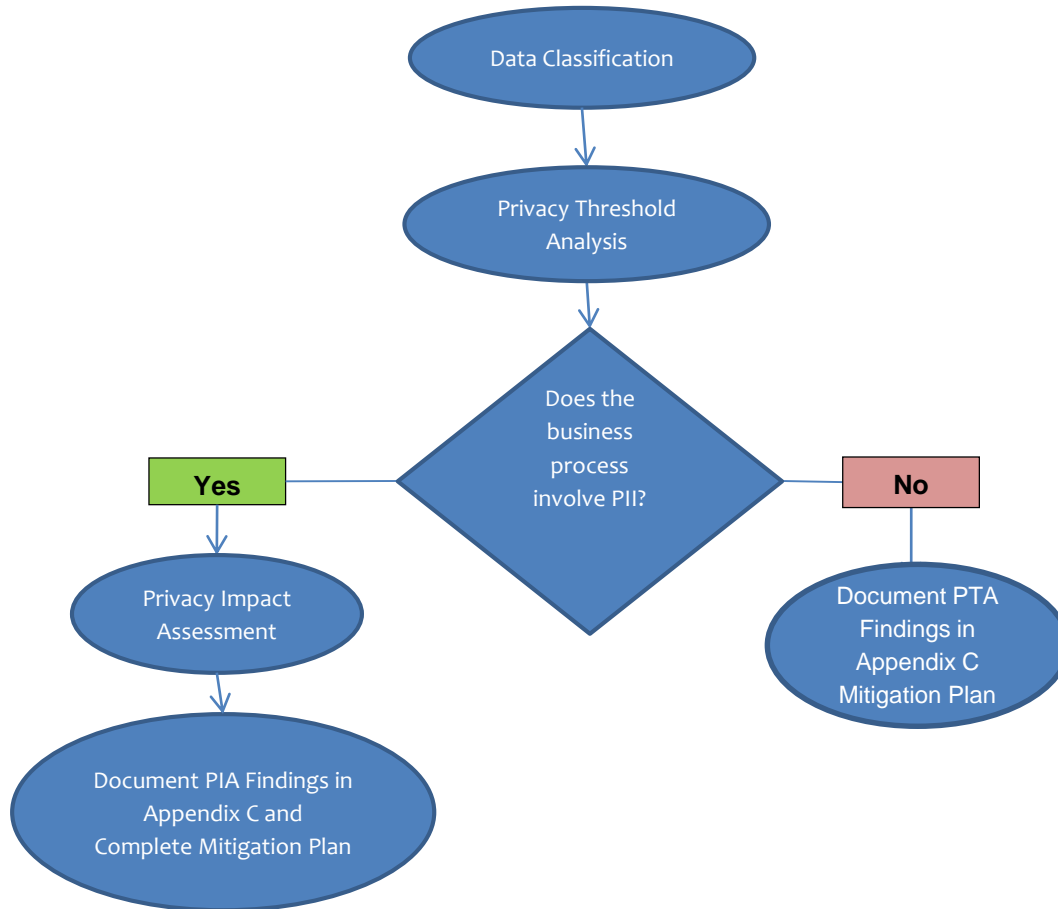 Data Classification
Privacy Threshold
Analysis
Does the
business
process
involve PII?
Yes
No
Privacy Impact
Assessment
Document PTA
Findings in
Appendix C
Mitigation Plan
Document PIA Findings in
Appendix C and
Complete Mitigation Plan